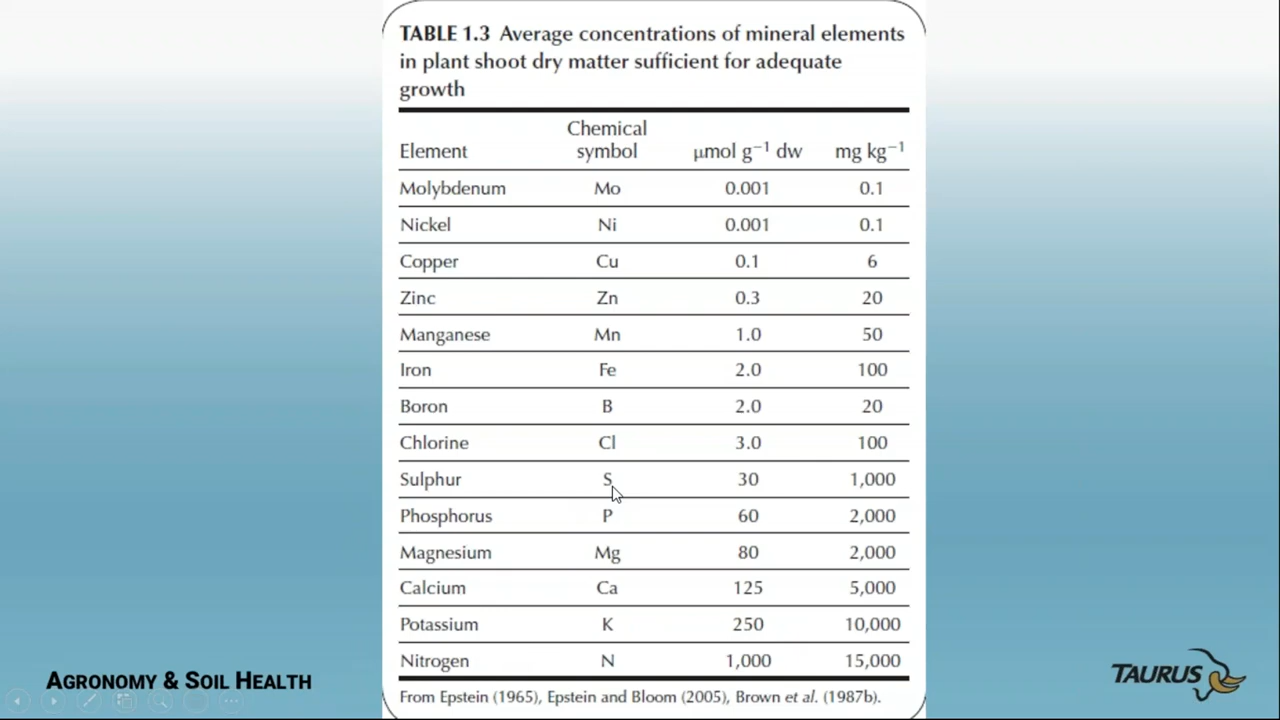 TABLE 1.3 Average concentrations of mineral elements
in plant shoot dry matter sufficient for adequate
growth
Element Chemical symbol μmol g⁻¹ dw mg kg⁻¹
Molybdenum Mo 0.001 0.1
Nickel Ni 0.001 0.1
Copper Cu 0.1 6
Zinc Zn 0.3 20
Manganese Mn 1.0 50
Iron Fe 2.0 100
Boron B 2.0 20
Chlorine Cl 3.0 100
Sulphur S 30 1,000
Phosphorus P 60 2,000
Magnesium Mg 80 2,000
Calcium Ca 125 5,000
Potassium K 250 10,000
Nitrogen N 1,000 15,000
From Epstein (1965), Epstein and Bloom (2005), Brown et al. (1987b).
AGRONOMY & SOIL HEALTH
TAURUS